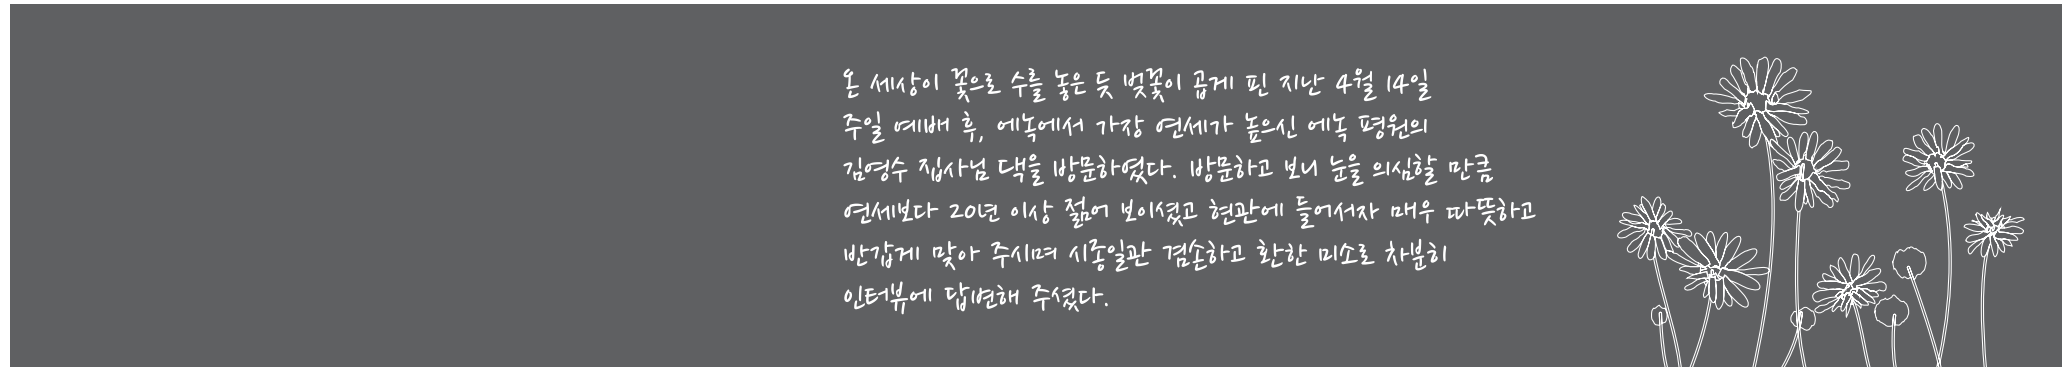 온 세상이 꽃으로 수를 놓은 듯 벚꽃이 곱게 핀 지난 4월 14일
주일 예배 후, 에녹에서 가장 연세가 높으신 에녹 평원의
김영수 집사님 댁을 방문하였다. 방문하고 보니 눈을 의심할 만큼
연세보다 20년 이상 젊어 보이셨고 현관에 들어서자 매우 따뜻하고
반갑게 맞아 주시며 시종일관 겸손하고 환한 미소로 차분히
인터뷰에 답변해 주셨다.